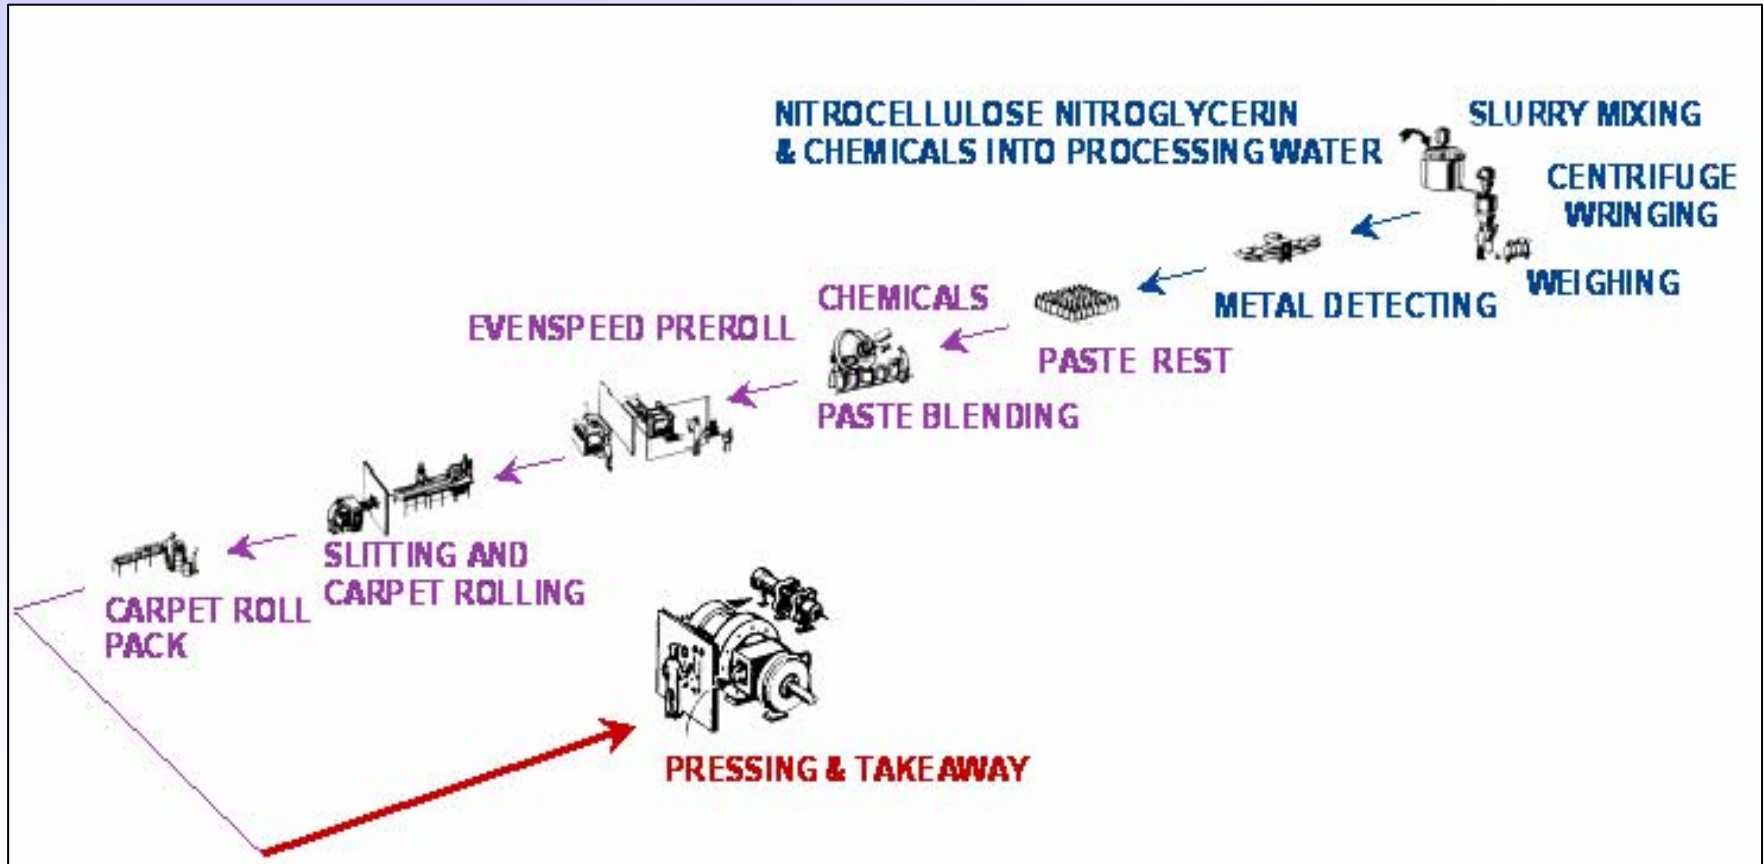 NITROCELLULOSE NITROGLYCERIN
& CHEMICALS INTO PROCESSING WATER
SLURRY MIXING
CENTRIFUGE
WRINGING
WEIGHING
METAL DETECTING
PASTE REST
CHEMICALS
PASTE BLENDING
EVENSPEED PREROLL
SLITTING AND
CARPET ROLLING
CARPET ROLL
PACK
PRESSING & TAKEAWAY